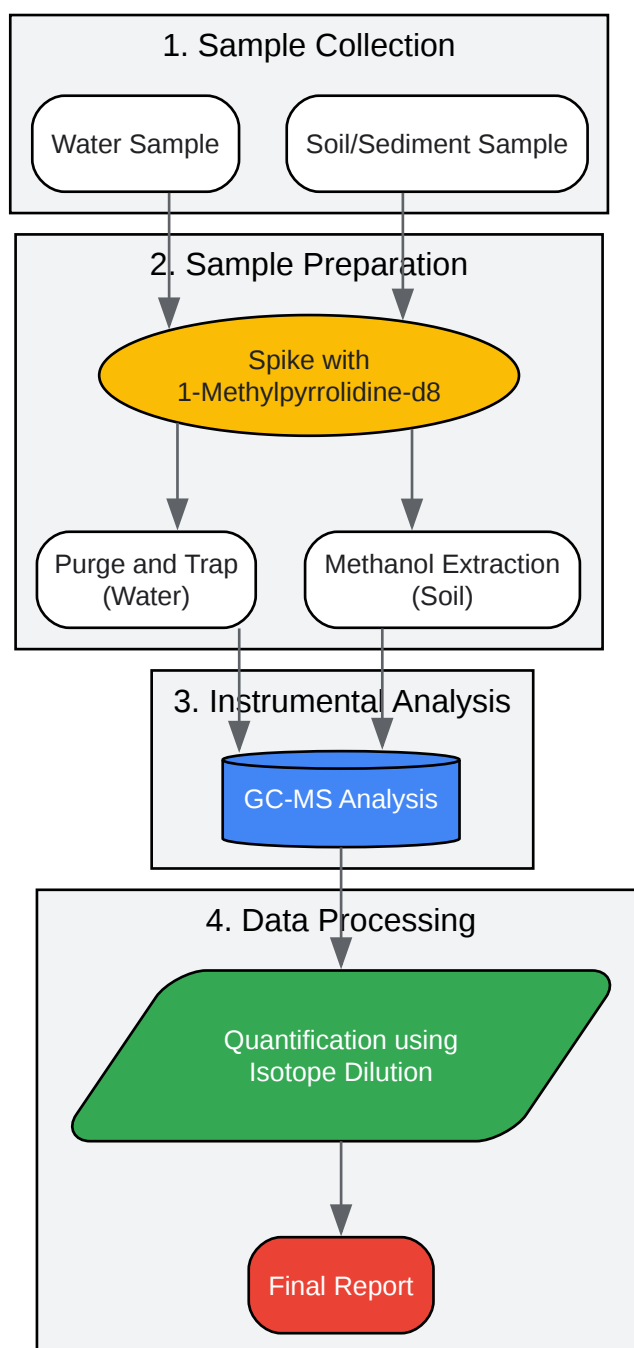 1. Sample Collection
Water Sample
Soil/Sediment Sample
2. Sample Preparation
Spike with
1-Methylpyrrolidine-d8
Purge and Trap
(Water)
Methanol Extraction
(Soil)
3. Instrumental Analysis
GC-MS Analysis
4. Data Processing
Quantification using
Isotope Dilution
Final Report